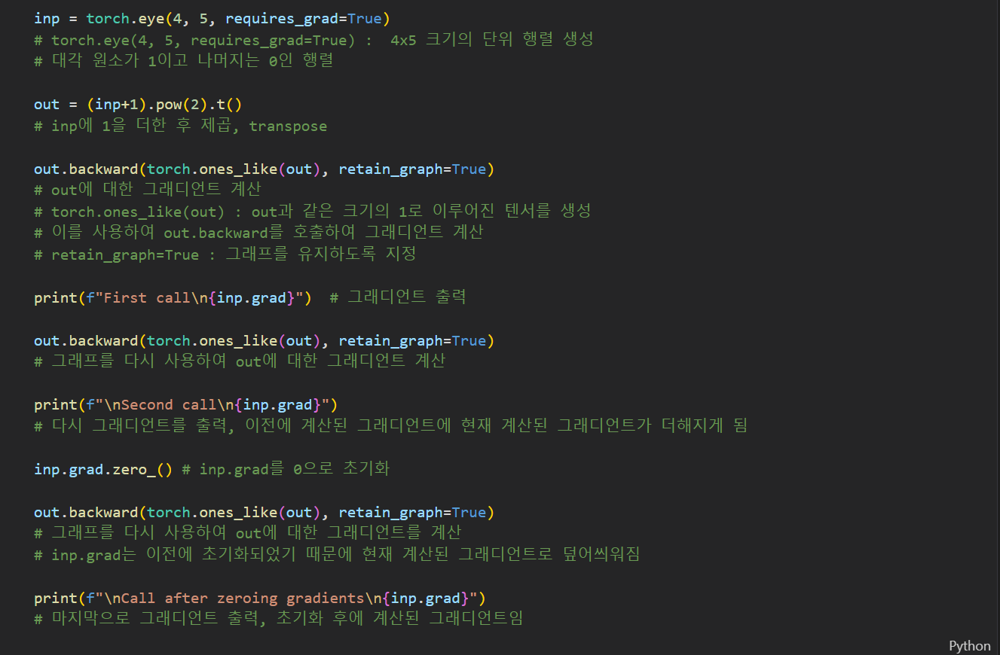 inp = torch.eye(4, 5, requires_grad=True)
# torch.eye(4, 5, requires_grad=True) :  4x5 크기의 단위 행렬 생성
# 대각 원소가 1이고 나머지는 0인 행렬
out = (inp+1).pow(2).t()
# inp에 1을 더한 후 제곱, transpose
out.backward(torch.ones_like(out), retain_graph=True)
# out에 대한 그래디언트 계산
# torch.ones_like(out) : out과 같은 크기의 1로 이루어진 텐서를 생성
# 이를 사용하여 out.backward를 호출하여 그래디언트 계산
# retain_graph=True : 그래프를 유지하도록 지정
print(f"First call\n{inp.grad}")  # 그래디언트 출력
out.backward(torch.ones_like(out), retain_graph=True)
# 그래프를 다시 사용하여 out에 대한 그래디언트 계산
print(f"\nSecond call\n{inp.grad}")
# 다시 그래디언트를 출력, 이전에 계산된 그래디언트에 현재 계산된 그래디언트가 더해지게 됨
inp.grad.zero_() # inp.grad를 0으로 초기화
out.backward(torch.ones_like(out), retain_graph=True)
# 그래프를 다시 사용하여 out에 대한 그래디언트를 계산
# inp.grad는 이전에 초기화되었기 때문에 현재 계산된 그래디언트로 덮어씌워짐
print(f"\nCall after zeroing gradients\n{inp.grad}")
# 마지막으로 그래디언트 출력, 초기화 후에 계산된 그래디언트임
Python